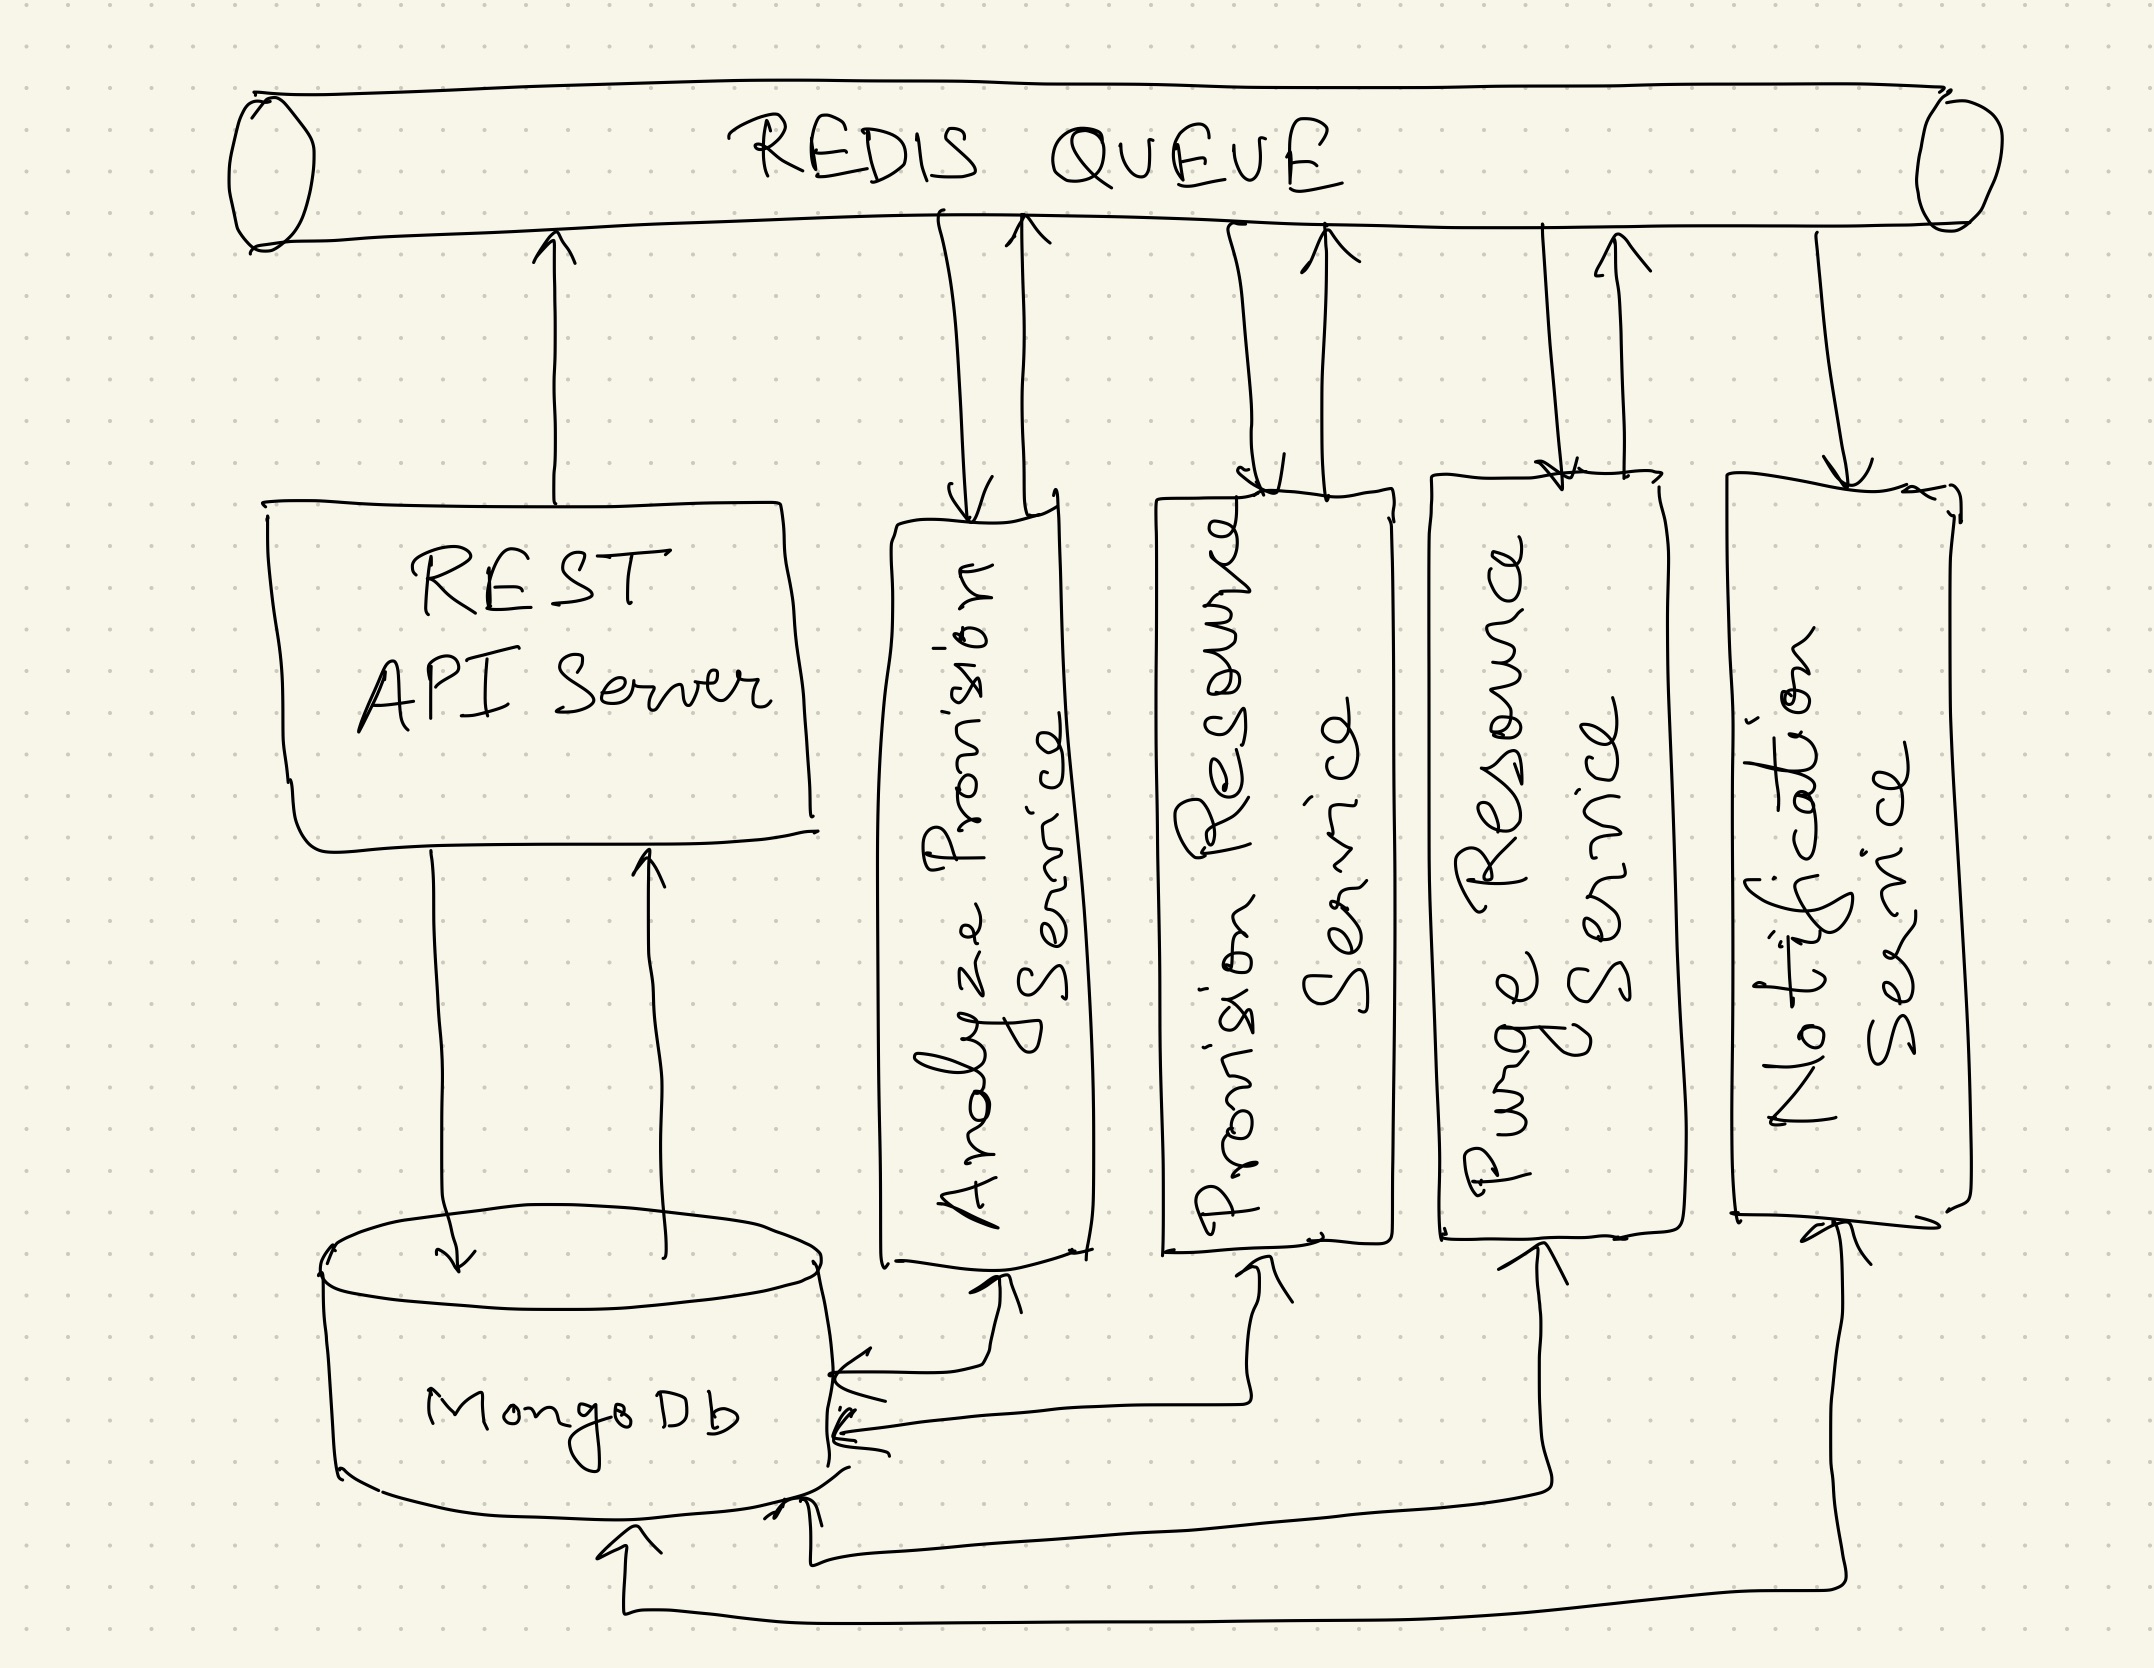 REDIS QUEUE
REST
API Server
Analyze Provision
Service
Provision Resource
Service
Purge Resource
Service
Notification
Service
MongoDb